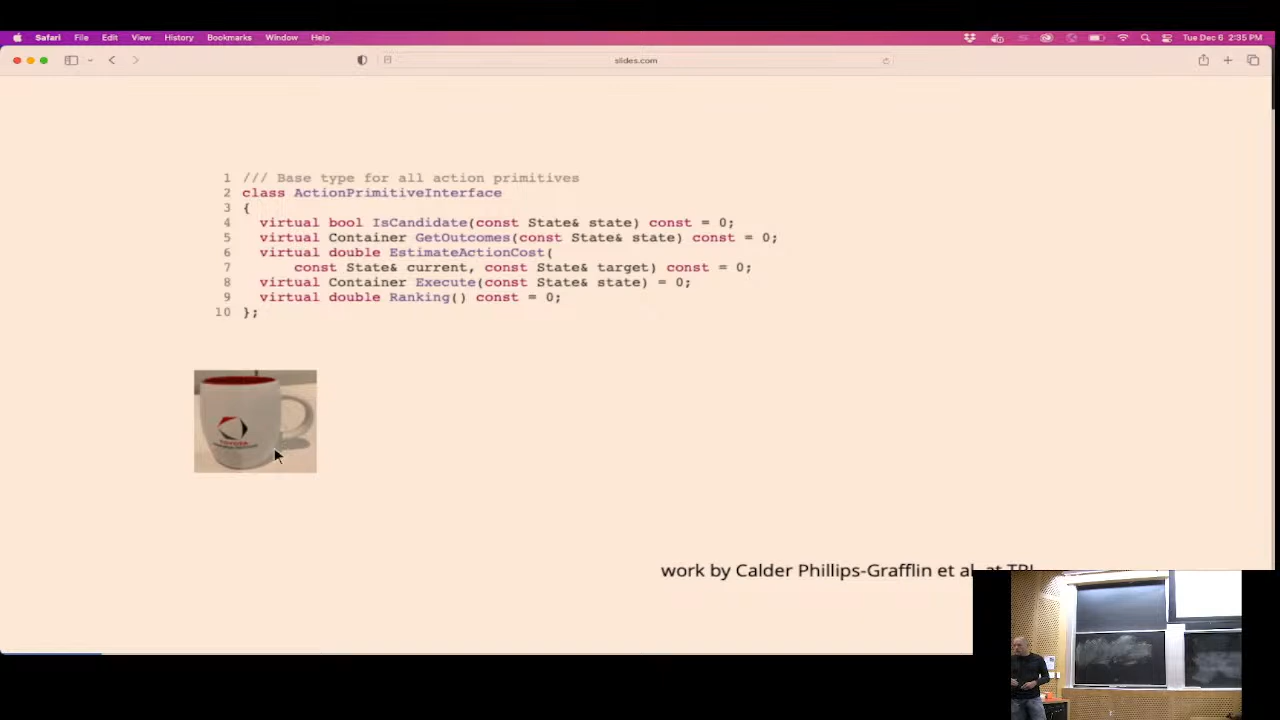 Safari File Edit View History Bookmarks Window Help Tue Dec 6 2:35 PM
slides.com
1 /// Base type for all action primitives
2 class ActionPrimitiveInterface
3 {
4 virtual bool IsCandidate(const State& state) const = 0;
5 virtual Container GetOutcomes(const State& state) const = 0;
6 virtual double EstimateActionCost(
7 const State& current, const State& target) const = 0;
8 virtual Container Execute(const State& state) = 0;
9 virtual double Ranking() const = 0;
10 };
TOYOTA
work by Calder Phillips-Grafflin et al. at TRI